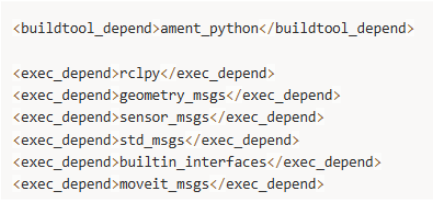 <buildtool_depend>ament_python</buildtool_depend>
<exec_depend>rclpy</exec_depend>
<exec_depend>geometry_msgs</exec_depend>
<exec_depend>sensor_msgs</exec_depend>
<exec_depend>std_msgs</exec_depend>
<exec_depend>builtin_interfaces</exec_depend>
<exec_depend>moveit_msgs</exec_depend>